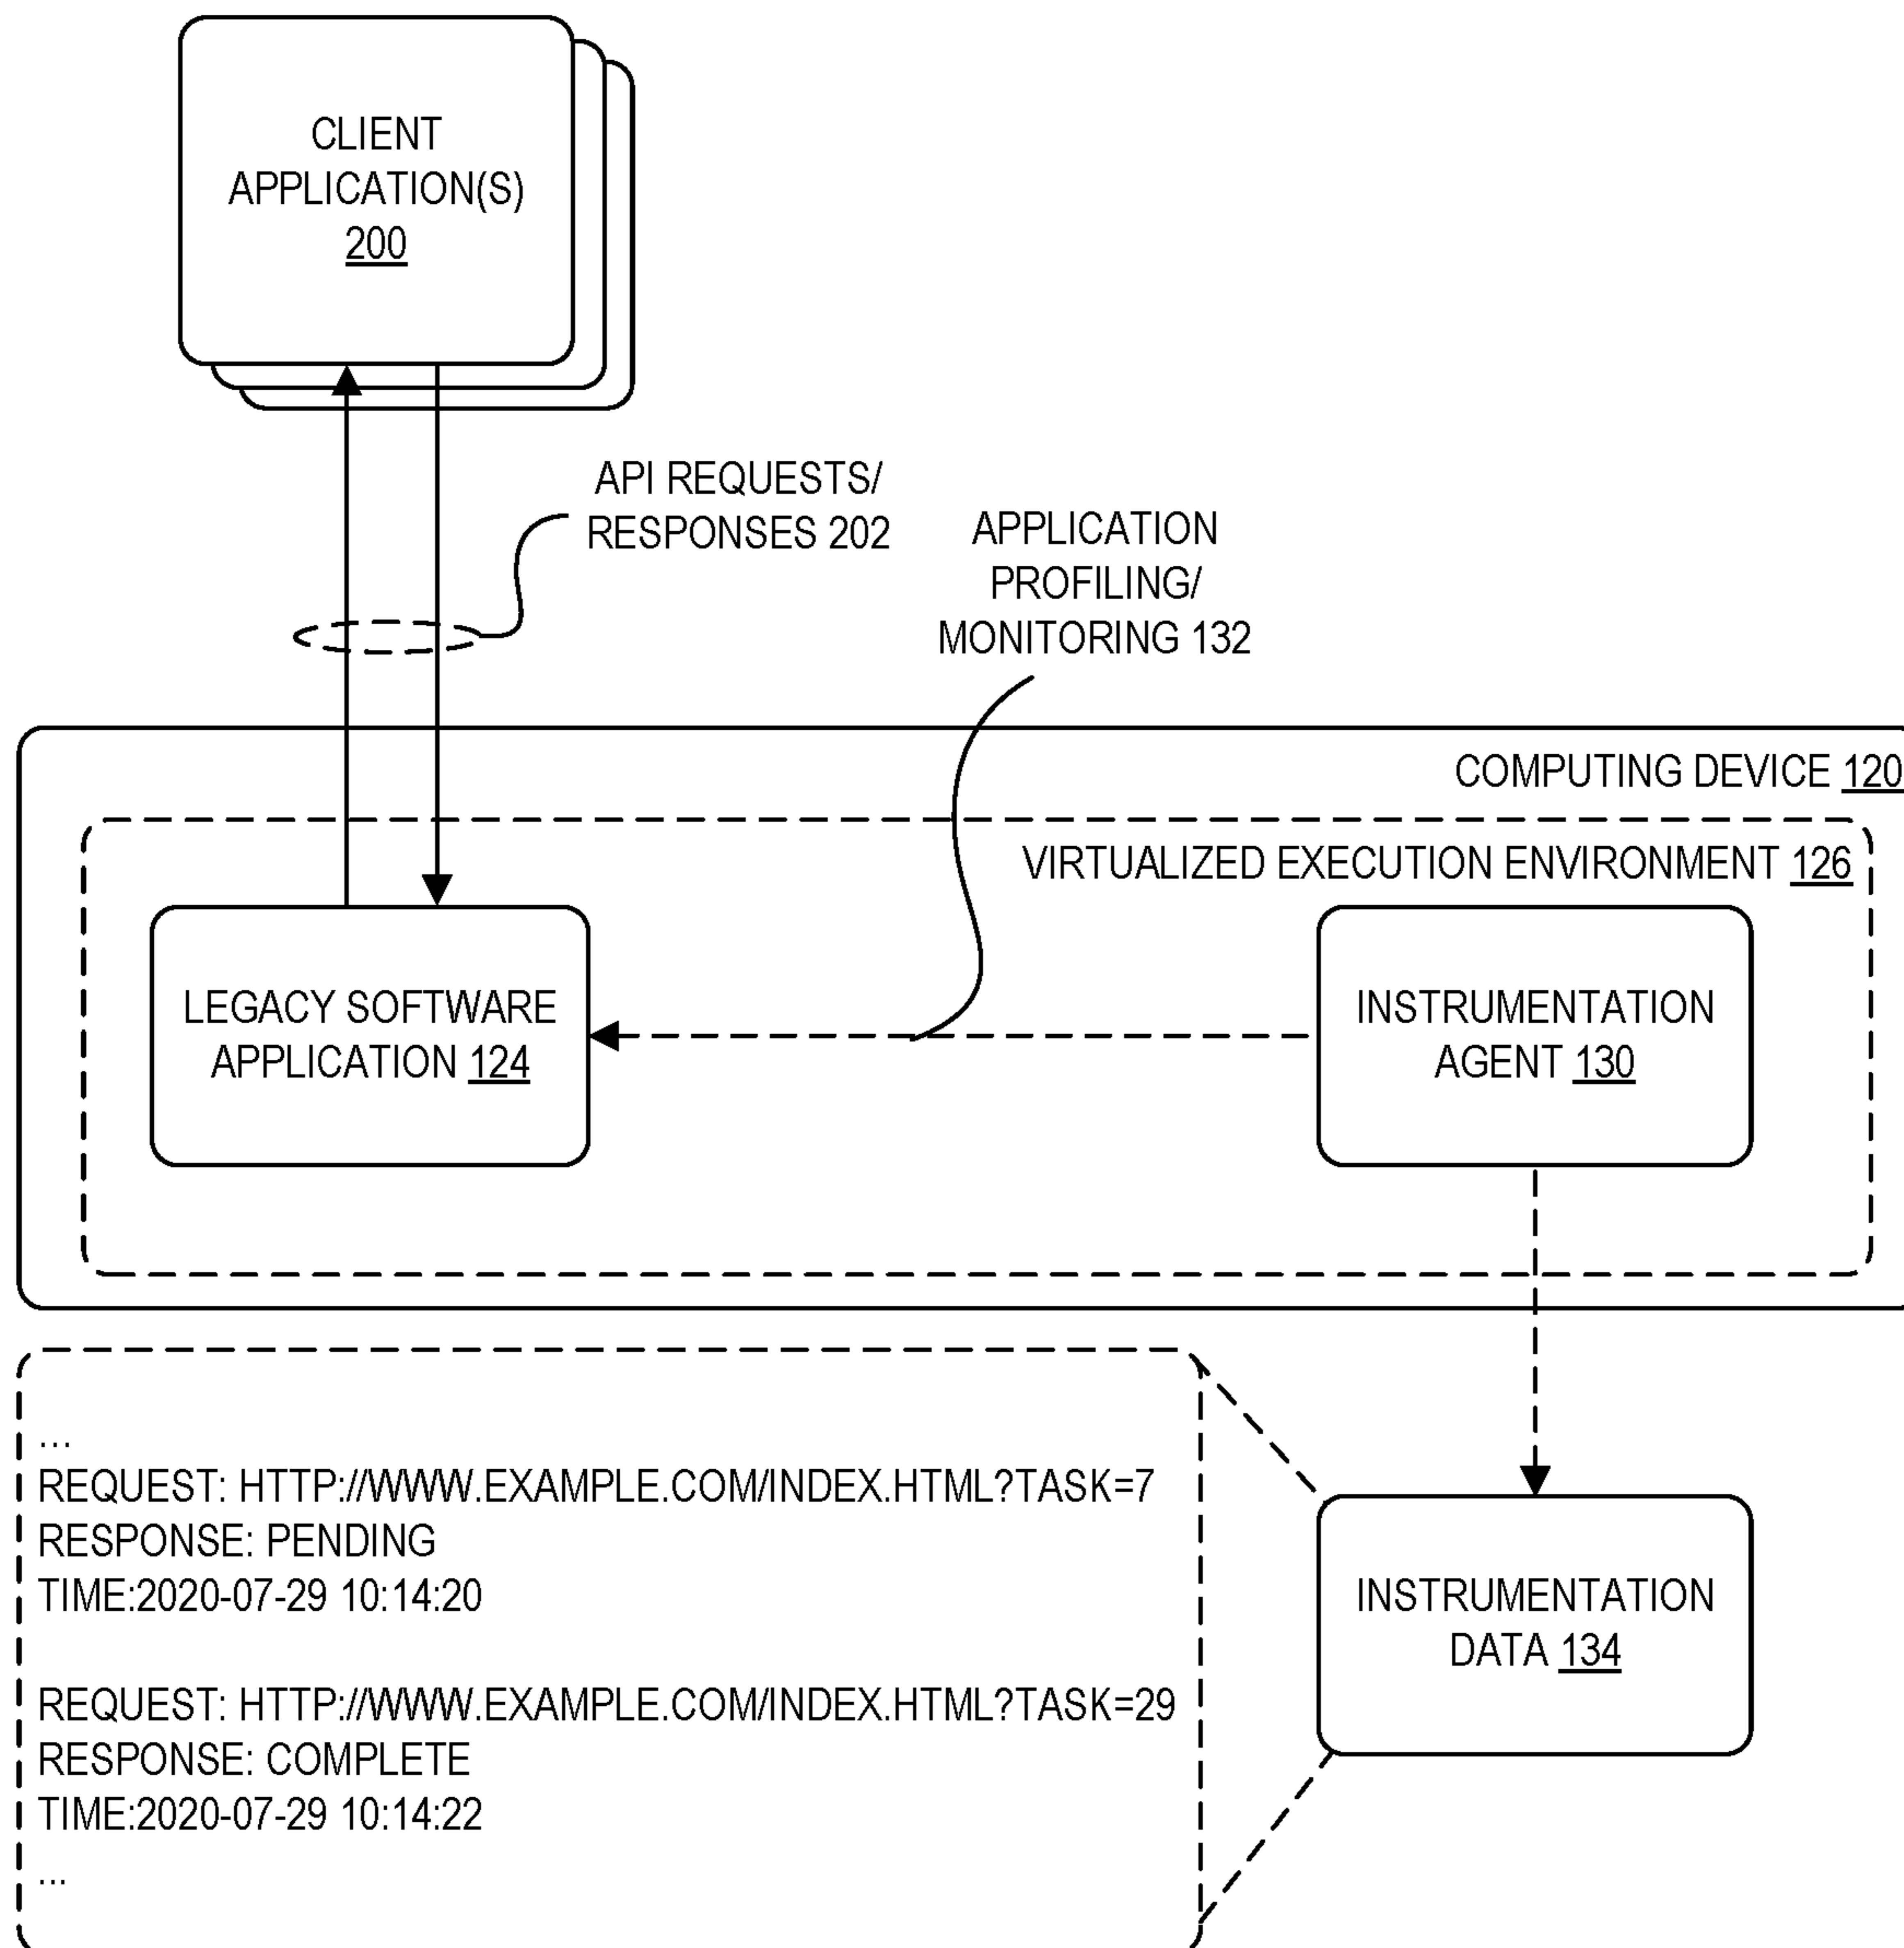 CLIENT
APPLICATION(S)
200
API REQUESTS/
RESPONSES 202
APPLICATION
PROFILING/
MONITORING 132
COMPUTING DEVICE 120
VIRTUALIZED EXECUTION ENVIRONMENT 126
LEGACY SOFTWARE
APPLICATION 124
INSTRUMENTATION
AGENT 130
...
REQUEST: HTTP://WWW.EXAMPLE.COM/INDEX.HTML?TASK=7
RESPONSE: PENDING
TIME:2020-07-29 10:14:20
REQUEST: HTTP://WWW.EXAMPLE.COM/INDEX.HTML?TASK=29
RESPONSE: COMPLETE
TIME:2020-07-29 10:14:22
...
INSTRUMENTATION
DATA 134